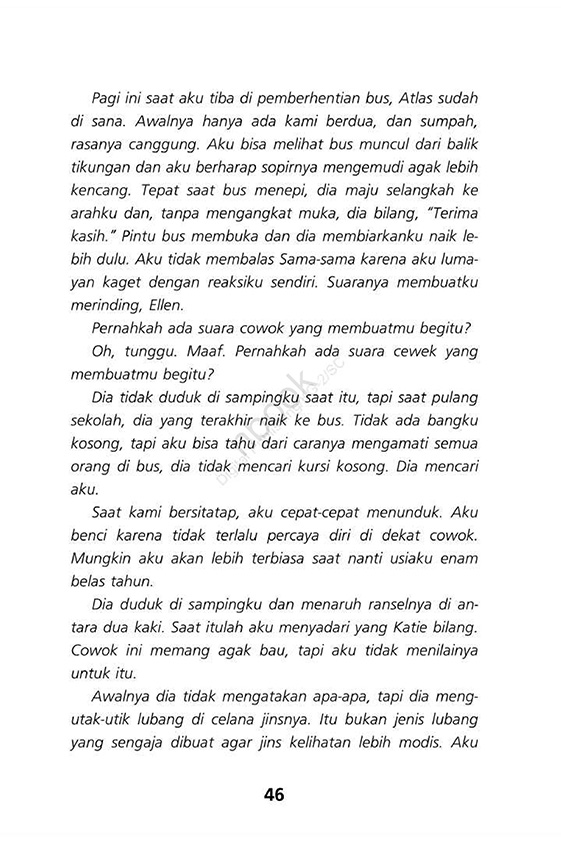 Pagi ini saat aku tiba di pemberhentian bus, Atlas sudah
di sana. Awalnya hanya ada kami berdua, dan sumpah,
rasanya canggung. Aku bisa melihat bus muncul dari balik
tikungan dan aku berharap sopirnya mengemudi agak lebih
kencang. Tepat saat bus menepi, dia maju selangkah ke
arahku dan, tanpa mengangkat muka, dia bilang, “Terima
kasih.” Pintu bus membuka dan dia membiarkanku naik le-
bih dulu. Aku tidak membalas Sama-sama karena aku luma-
yan kaget dengan reaksiku sendiri. Suaranya membuatku
merinding, Ellen.
Pernahkah ada suara cowok yang membuatmu begitu?
Oh, tunggu. Maaf. Pernahkah ada suara cewek yang
membuatmu begitu?
Dia tidak duduk di sampingku saat itu, tapi saat pulang
sekolah, dia yang terakhir naik ke bus. Tidak ada bangku
kosong, tapi aku bisa tahu dari caranya mengamati semua
orang di bus, dia tidak mencari kursi kosong. Dia mencari
aku.
Saat kami bersitatap, aku cepat-cepat menunduk. Aku
benci karena tidak terlalu percaya diri di dekat cowok.
Mungkin aku akan lebih terbiasa saat nanti usiaku enam
belas tahun.
Dia duduk di sampingku dan menaruh ranselnya di an-
tara dua kaki. Saat itulah aku menyadari yang Katie bilang.
Cowok ini memang agak bau, tapi aku tidak menilainya
untuk itu.
Awalnya dia tidak mengatakan apa-apa, tapi dia meng-
utak-utik lubang di celana jinsnya. Itu bukan jenis lubang
yang sengaja dibuat agar jins kelihatan lebih modis. Aku
46